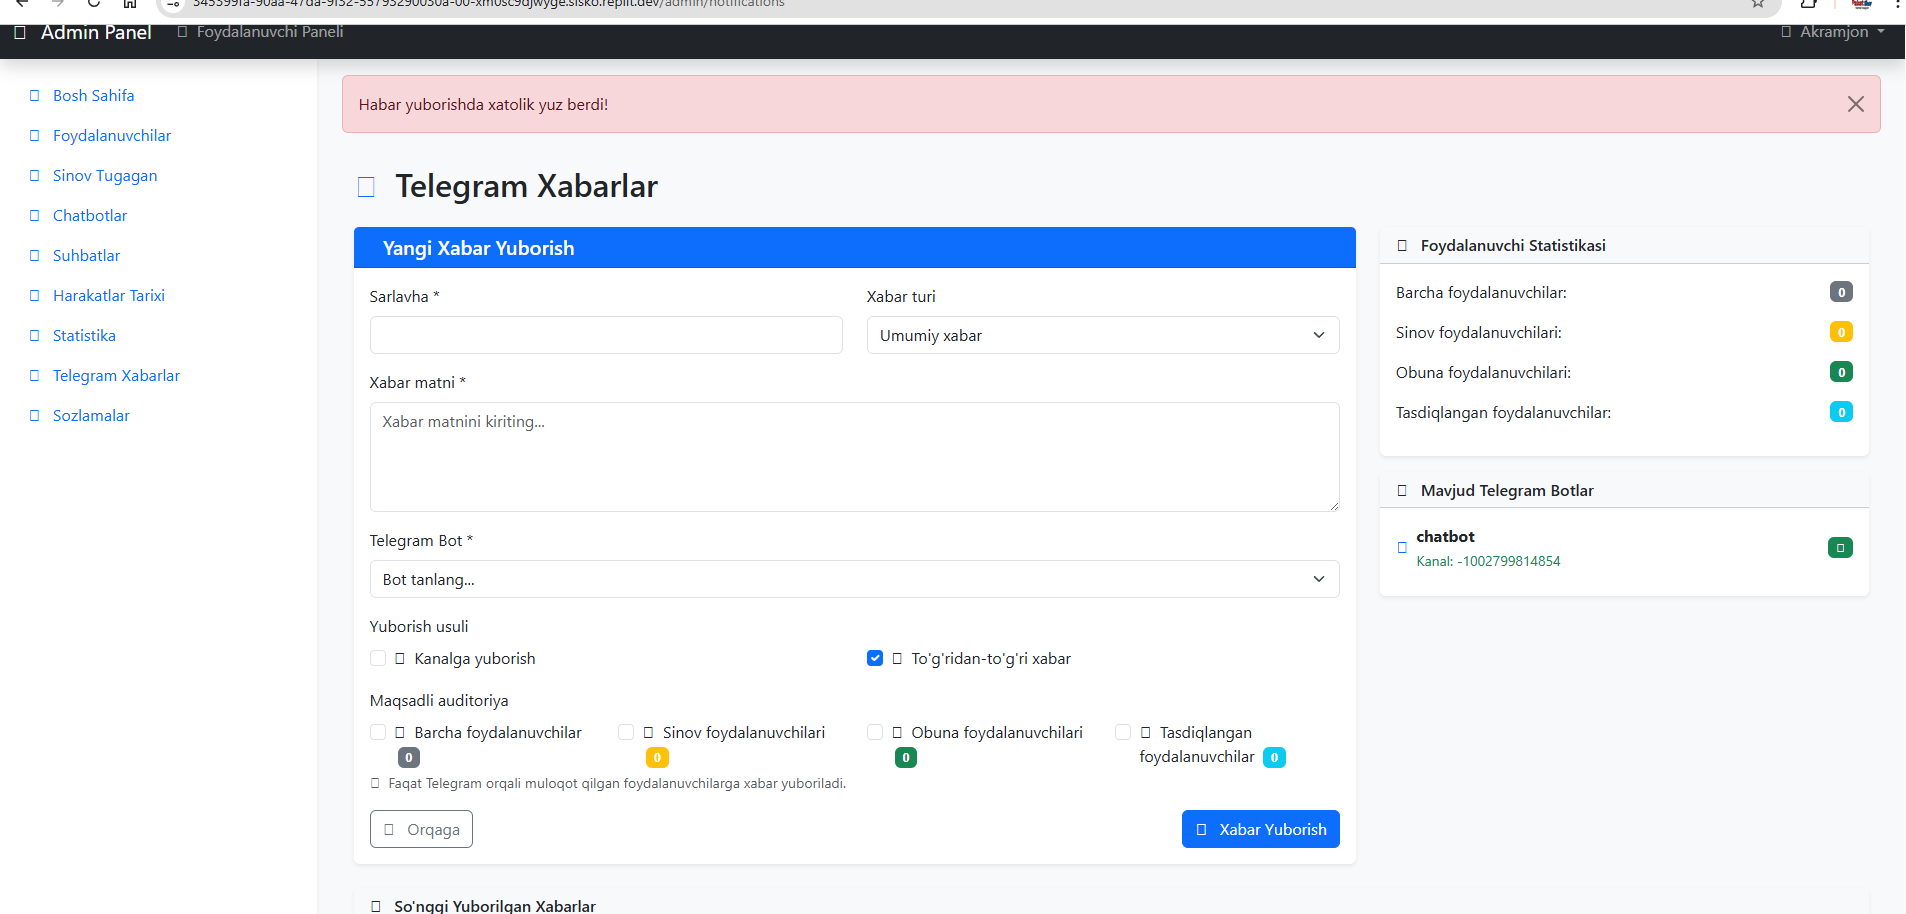 /admin/notifications
Admin Panel
Foydalanuvchi Paneli
Akramjon
Bosh Sahifa
Foydalanuvchilar
Sinov Tugagan
Chatbotlar
Suhbatlar
Harakatlar Tarixi
Statistika
Telegram Xabarlar
Sozlamalar
Habar yuborishda xatolik yuz berdi!
Telegram Xabarlar
Yangi Xabar Yuborish
Sarlavha *
Xabar turi
Umumiy xabar
Xabar matni *
Xabar matnini kiriting...
Telegram Bot *
Bot tanlang...
Yuborish usuli
Kanalga yuborish
To'g'ridan-to'g'ri xabar
Maqsadli auditoriya
Barcha foydalanuvchilar
0
Sinov foydalanuvchilari
0
Obuna foydalanuvchilari
0
Tasdiqlangan
foydalanuvchilar 0
Faqat Telegram orqali muloqot qilgan foydalanuvchilarga xabar yuboriladi.
Orqaga
Xabar Yuborish
Foydalanuvchi Statistikasi
Barcha foydalanuvchilar: 0
Sinov foydalanuvchilari: 0
Obuna foydalanuvchilari: 0
Tasdiqlangan foydalanuvchilar: 0
Mavjud Telegram Botlar
chatbot
Kanal: -1002799814854
So'nggi Yuborilgan Xabarlar